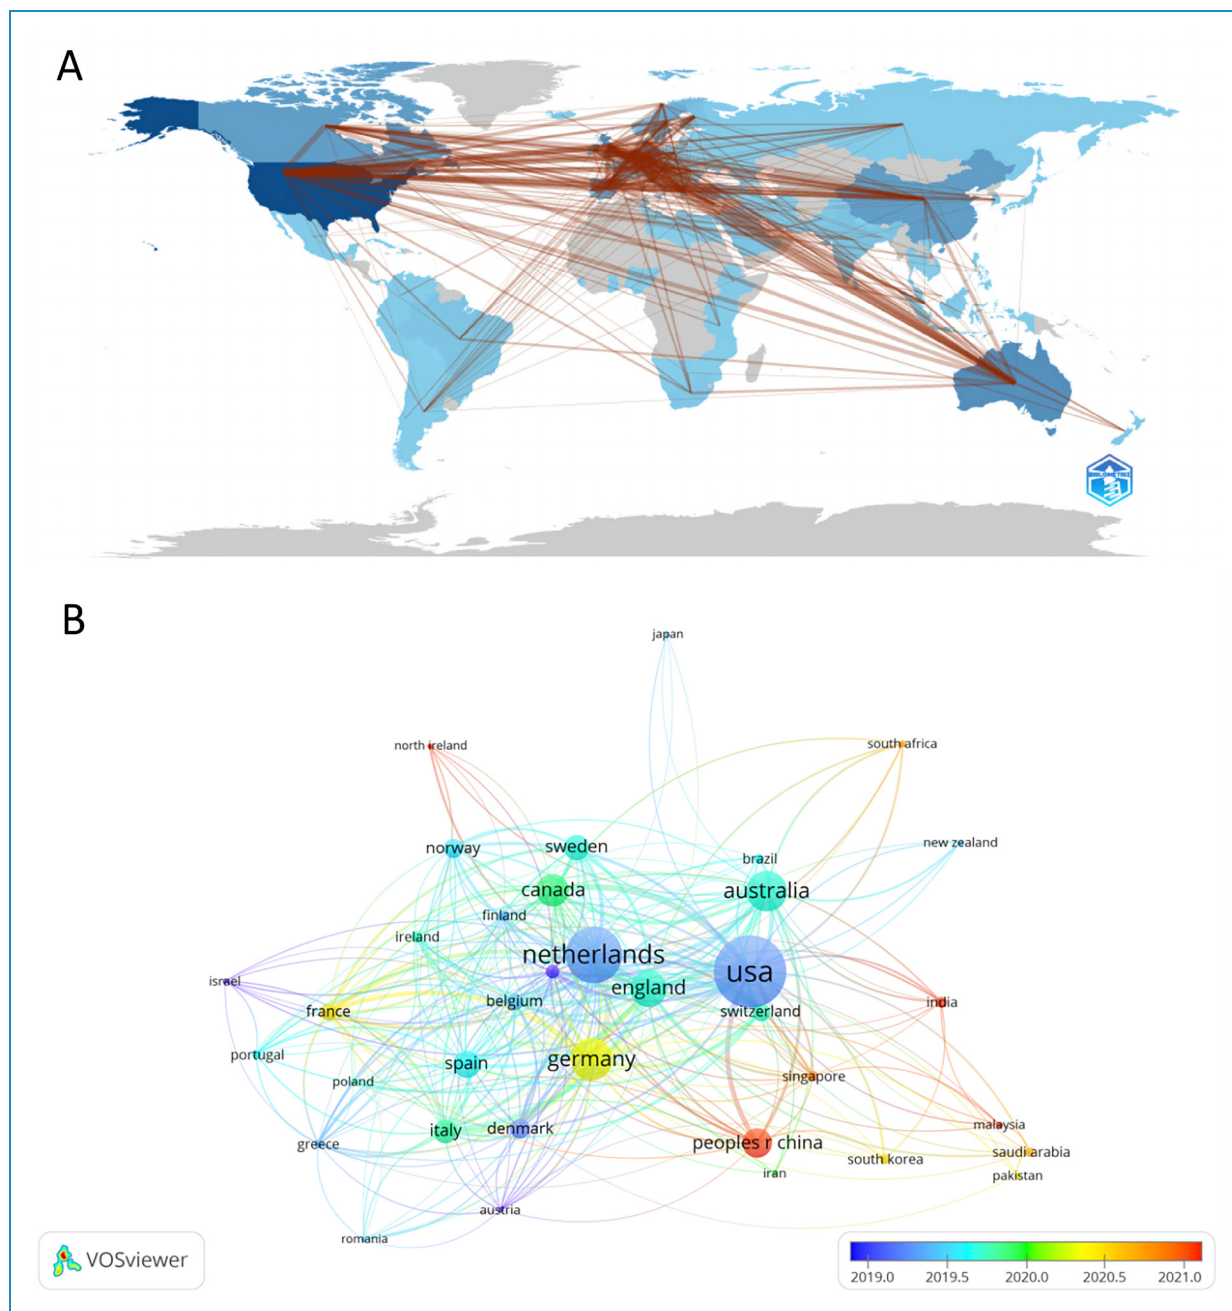 A
B
japan
north ireland
south africa
norway
sweden
brazil
new zealand
canada
australia
finland
ireland
netherlands
usa
israel
england
belgium
france
switzerland
india
portugal
spain
germany
poland
singapore
italy
denmark
malaysia
greece
peoples r china
saudi arabia
south korea
iran
pakistan
austria
romania
VOSviewer
2019.0 2019.5 2020.0 2020.5 2021.0